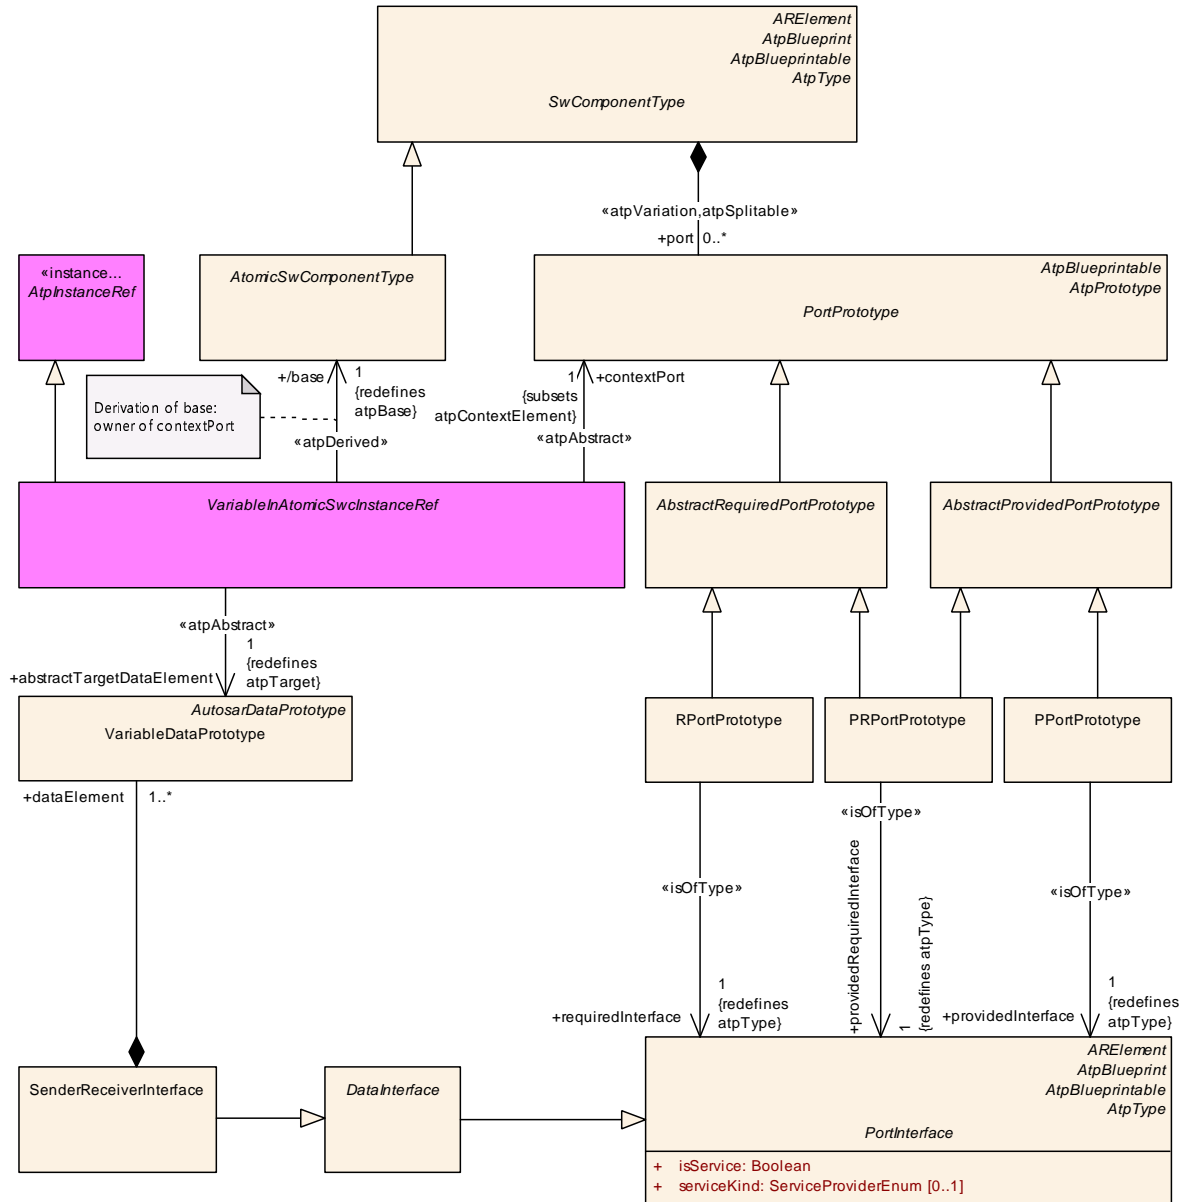 ARElement
AtpBlueprint
AtpBlueprintable
AtpType
SwComponentType
«atpVariation,atpSplitable»
+port 0..*
«instance...
AtpInstanceRef
AtomicSwComponentType
AtpBlueprintable
AtpPrototype
PortPrototype
+/base
1
{redefines
atpBase}
«atpDerived»
Derivation of base:
owner of contextPort
1
+contextPort
{subsets
atpContextElement}
«atpAbstract»
VariableInAtomicSwcInstanceRef
AbstractRequiredPortPrototype
AbstractProvidedPortPrototype
«atpAbstract»
1
{redefines
atpTarget}
+abstractTargetDataElement
AutosarDataPrototype
VariableDataPrototype
RPortPrototype
PRPortPrototype
PPortPrototype
+dataElement
1..*
«isOfType»
«isOfType»
«isOfType»
+requiredInterface
1
{redefines
atpType}
+providedRequiredInterface
1
{redefines atpType}
+providedInterface
1
{redefines
atpType}
SenderReceiverInterface
DataInterface
ARElement
AtpBlueprint
AtpBlueprintable
AtpType
PortInterface
+ isService: Boolean
+ serviceKind: ServiceProviderEnum [0..1]